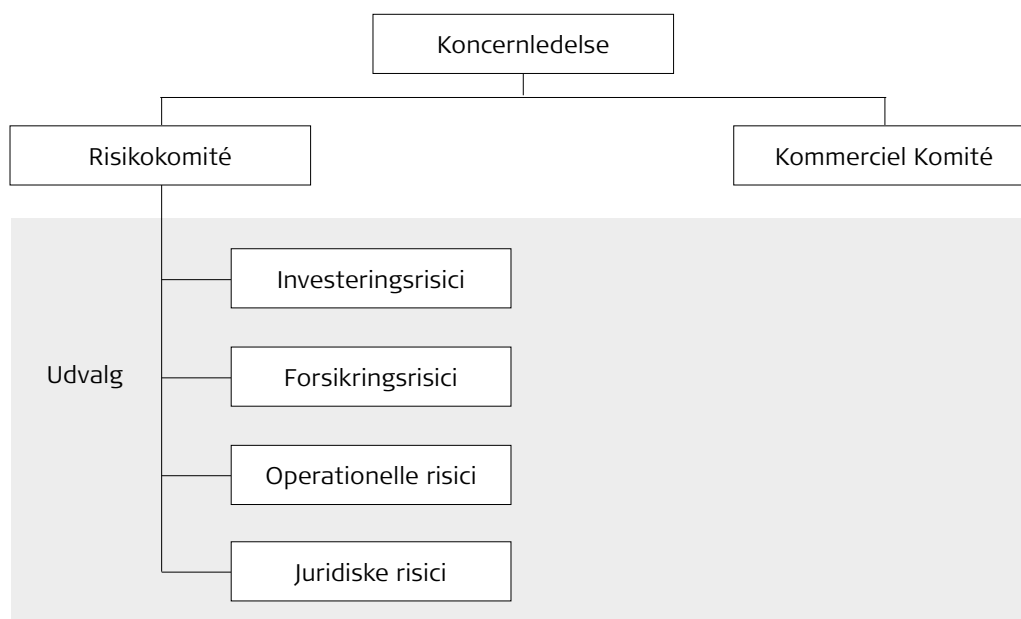 Koncernledelse
Risikokomité
Kommerciel Komité
Investeringsrisici
Udvalg
Forsikringsrisici
Operationelle risici
Juridiske risici